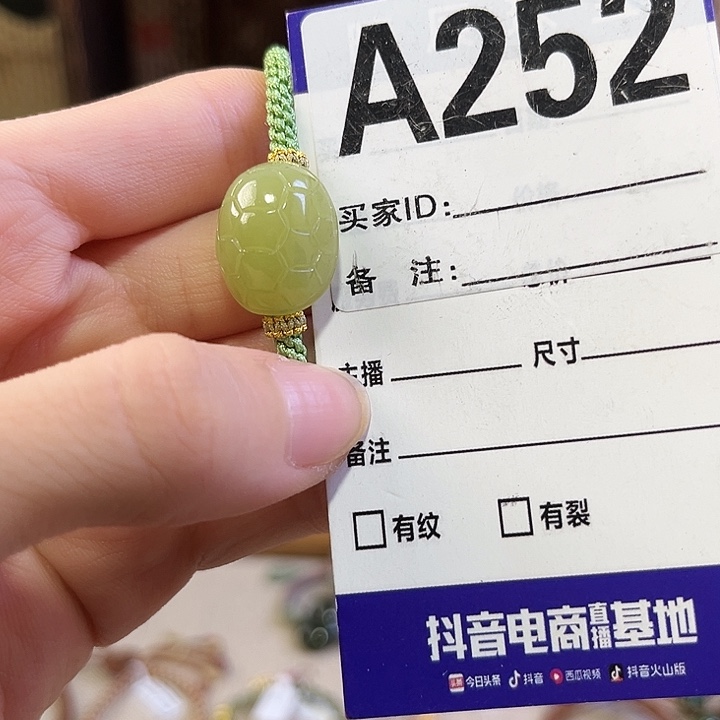 A252
买家ID:
备 注:
主播 尺寸
备注
有纹 有裂
抖音电商直播基地
今日头条 抖音 西瓜视频 抖音火山版